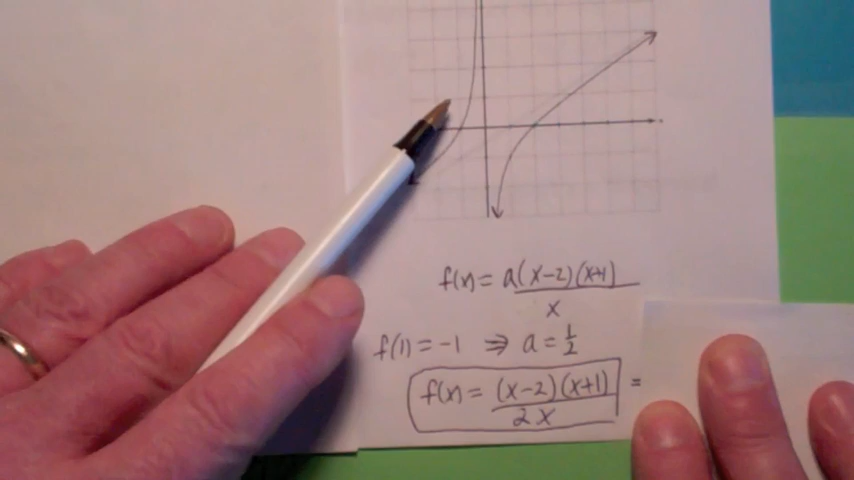 f(x) = a(x-2)(x+1)
x
f(1) = -1 ⇒ a = 1/2
f(x) = (x-2)(x+1) =
2x